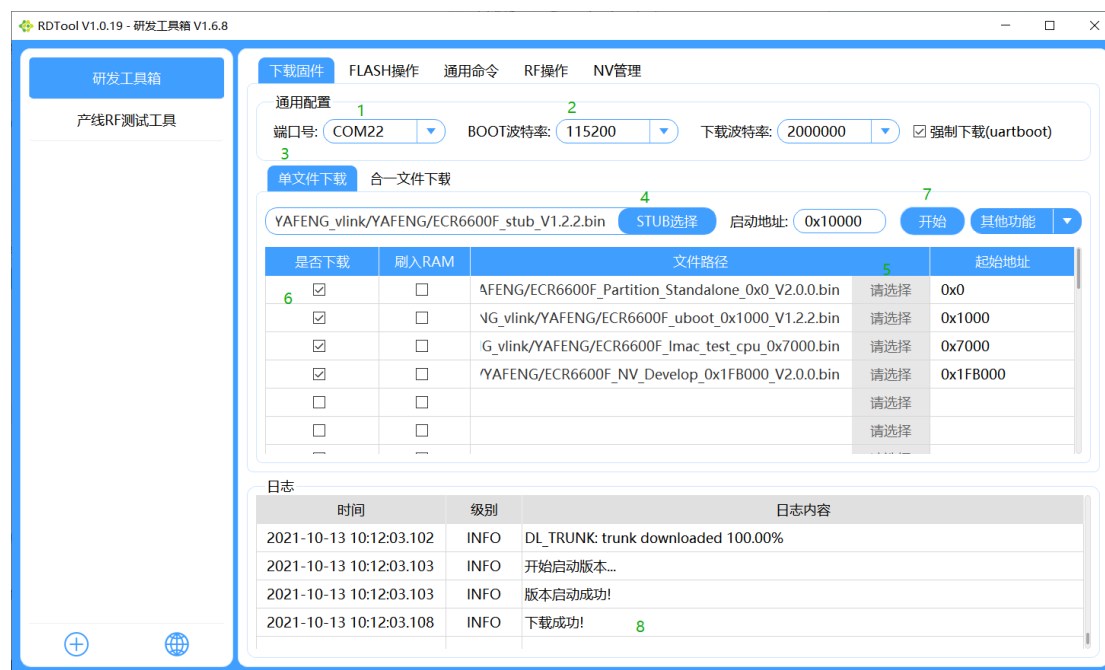 RDTool V1.0.19 - 研发工具箱 V1.6.8
研发工具箱
产线RF测试工具
下载固件 FLASH操作 通用命令 RF操作 NV管理
通用配置
1 2
端口号: COM22 BOOT波特率: 115200 下载波特率: 2000000 强制下载(uartboot)
3
单文件下载 合一文件下载
4 7
YAFENG_vlink/YAFENG/ECR6600F_stub_V1.2.2.bin STUB选择 启动地址: 0x10000 开始 其他功能
是否下载 刷入RAM 文件路径 5 起始地址
6 AFENG/ECR6600F_Partition_Standalone_0x0_V2.0.0.bin 请选择 0x0
NG_vlink/YAFENG/ECR6600F_uboot_0x1000_V1.2.2.bin 请选择 0x1000
G_vlink/YAFENG/ECR6600F_lmac_test_cpu_0x7000.bin 请选择 0x7000
/YAFENG/ECR6600F_NV_Develop_0x1FB000_V2.0.0.bin 请选择 0x1FB000
请选择
请选择
日志
时间 级别 日志内容
2021-10-13 10:12:03.102 INFO DL_TRUNK: trunk downloaded 100.00%
2021-10-13 10:12:03.103 INFO 开始启动版本...
2021-10-13 10:12:03.103 INFO 版本启动成功!
2021-10-13 10:12:03.108 INFO 下载成功! 8